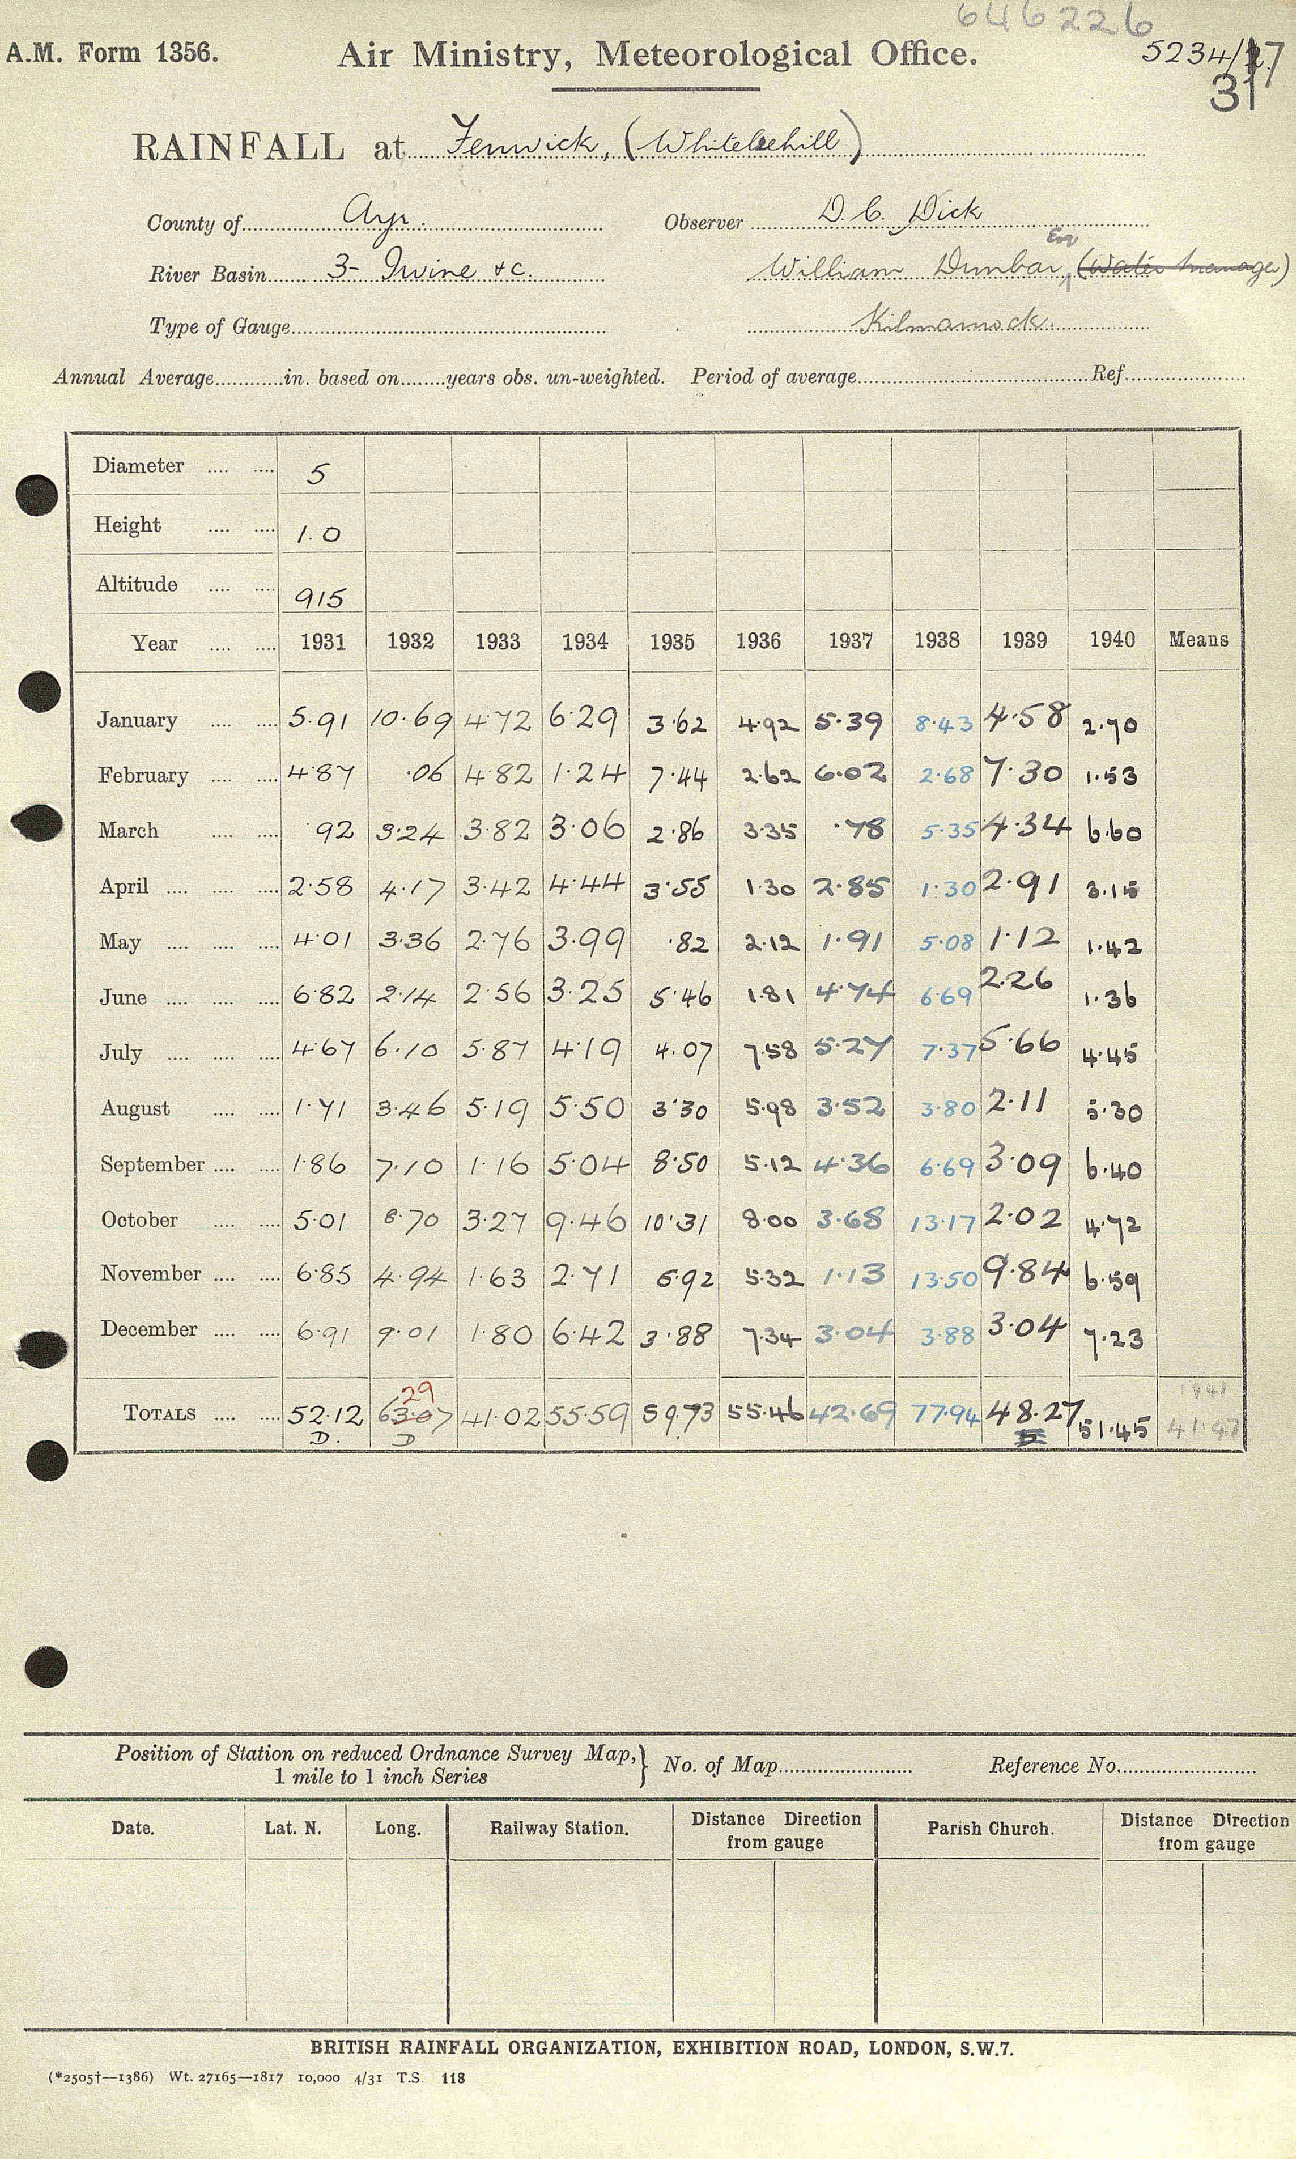 646226
A.M. Form 1356. Air Ministry, Meteorological Office. 5234/
31
RAINFALL at Fenwick, (Whiteleehill)
County of Ayr. Observer D. C. Dick
River Basin 3- Irvine &c. William Dunbar, Esq (Water Manager)
Type of Gauge Kilmarnock.
Annual Average in. based on years obs. un-weighted. Period of average Ref.
Diameter 5
Height 1.0
Altitude 915
Year 1931 1932 1933 1934 1935 1936 1937 1938 1939 1940 Means
January 5.91 10.69 4.72 6.29 3.62 4.92 5.39 8.43 4.58 2.70
February 4.87 .06 4.82 1.24 7.44 2.62 6.02 2.68 7.30 1.53
March .92 3.24 3.82 3.06 2.86 3.35 .78 5.35 4.34 6.60
April 2.58 4.17 3.42 4.44 3.55 1.30 2.85 1.30 2.91 3.15
May 4.01 3.36 2.76 3.99 .82 2.12 1.91 5.08 1.12 1.42
June 6.82 2.14 2.56 3.25 5.46 1.81 4.74 6.69 2.26 1.36
July 4.67 6.10 5.87 4.19 4.07 7.58 5.27 7.37 5.66 4.45
August 1.71 3.46 5.19 5.50 3.30 5.98 3.52 3.80 2.11 5.30
September 1.86 7.10 1.16 5.04 8.50 5.12 4.36 6.69 3.09 6.40
October 5.01 8.70 3.27 9.46 10.31 8.00 3.68 13.17 2.02 4.72
November 6.85 4.94 1.63 2.71 5.92 5.32 1.13 13.50 9.84 6.59
December 6.91 9.01 1.80 6.42 3.88 7.34 3.04 3.88 3.04 7.23
29 1941
TOTALS 52.12 63.07 41.02 55.59 59.73 55.46 42.69 77.94 48.27 51.45
D. D
Position of Station on reduced Ordnance Survey Map, 1 mile to 1 inch Series } No. of Map Reference No.
Date. Lat. N. Long. Railway Station. Distance Direction from gauge Parish Church. Distance Direction from gauge
BRITISH RAINFALL ORGANIZATION, EXHIBITION ROAD, LONDON, S.W.7.
(*2505†—1386) Wt. 27165—1817 10,000 4/31 T.S. 118